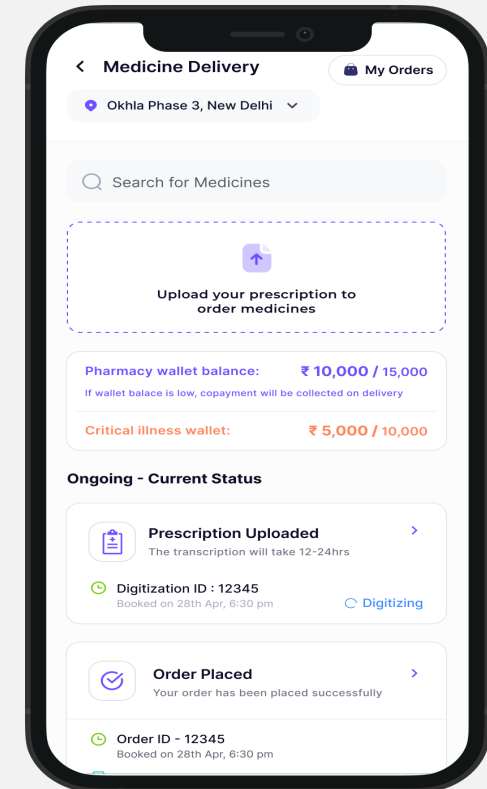 Medicine Delivery
My Orders
Okhla Phase 3, New Delhi
Search for Medicines
Upload your prescription to
order medicines
Pharmacy wallet balance: ₹ 10,000 / 15,000
If wallet balace is low, copayment will be collected on delivery
Critical illness wallet: ₹ 5,000 / 10,000
Ongoing - Current Status
Prescription Uploaded
The transcription will take 12-24hrs
Digitization ID : 12345
Booked on 28th Apr, 6:30 pm
Digitizing
Order Placed
Your order has been placed successfully
Order ID - 12345
Booked on 28th Apr, 6:30 pm